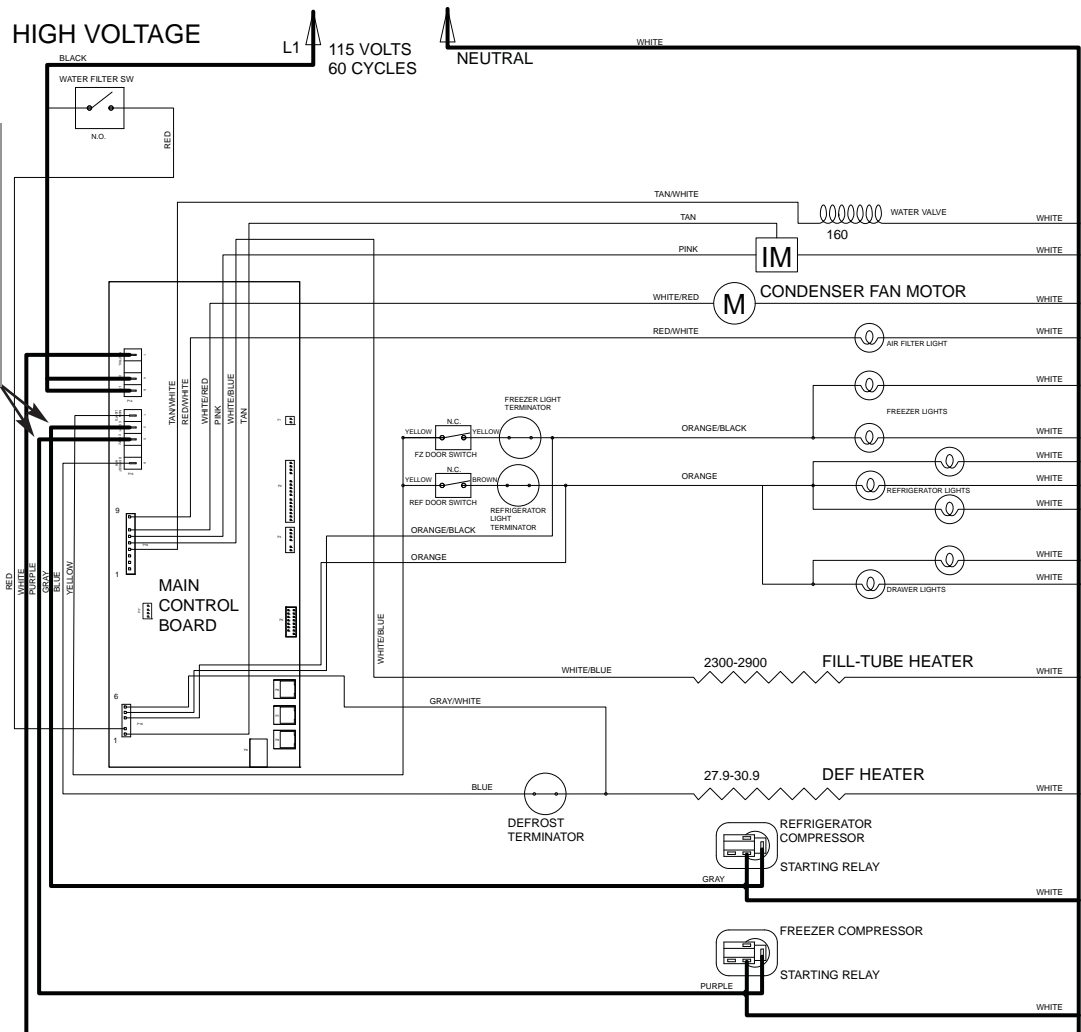 HIGH VOLTAGE
L1
115 VOLTS
60 CYCLES
NEUTRAL
WHITE
BLACK
WATER FILTER SW
N.O.
RED
TAN/WHITE
WATER VALVE
WHITE
160
TAN
PINK
IM
WHITE
WHITE/RED
M
CONDENSER FAN MOTOR
WHITE
RED/WHITE
AIR FILTER LIGHT
WHITE
TAN/WHITE
RED/WHITE
WHITE/RED
PINK
WHITE/BLUE
TAN
WHITE
FREEZER LIGHTS
FREEZER LIGHT
TERMINATOR
YELLOW
N.C.
YELLOW
FZ DOOR SWITCH
ORANGE/BLACK
WHITE
WHITE
YELLOW
N.C.
BROWN
REF DOOR SWITCH
REFRIGERATOR
LIGHT
TERMINATOR
ORANGE
REFRIGERATOR LIGHTS
WHITE
WHITE
ORANGE/BLACK
ORANGE
WHITE
DRAWER LIGHTS
WHITE
9
1
MAIN
CONTROL
BOARD
RED
WHITE
PURPLE
GRAY
BLUE
YELLOW
WHITE/BLUE
WHITE/BLUE
2300-2900
FILL-TUBE HEATER
WHITE
6
1
GRAY/WHITE
BLUE
DEFROST
TERMINATOR
27.9-30.9
DEF HEATER
WHITE
REFRIGERATOR
COMPRESSOR
STARTING RELAY
GRAY
WHITE
FREEZER COMPRESSOR
STARTING RELAY
PURPLE
WHITE